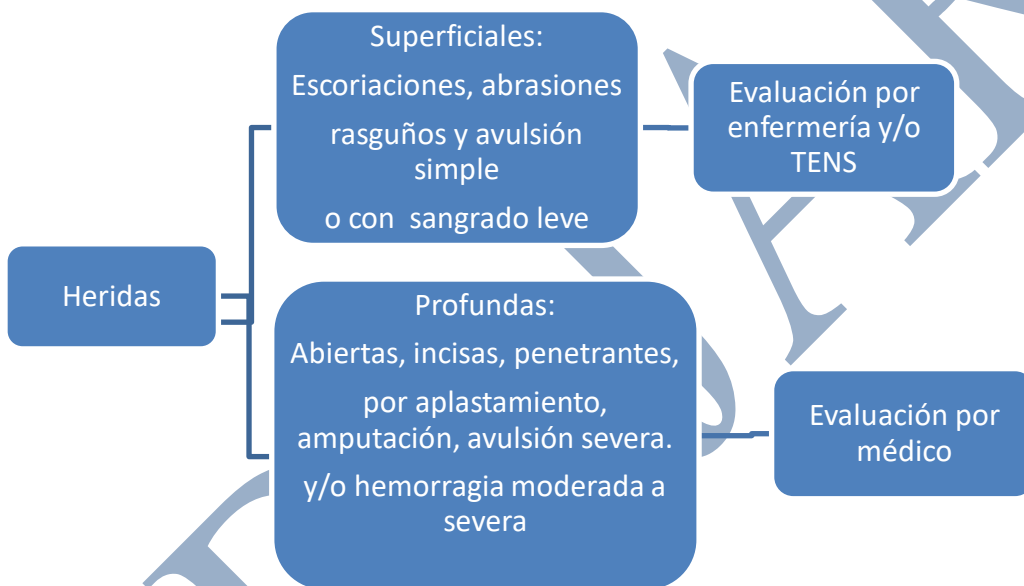 Superficiales:
Escoriaciones, abrasiones
rasguños y avulsión
simple
o con sangrado leve
Evaluación por
enfermería y/o
TENS
Heridas
Profundas:
Abiertas, incisas, penetrantes,
por aplastamiento,
amputación, avulsión severa.
y/o hemorragia moderada a
severa
Evaluación por
médico